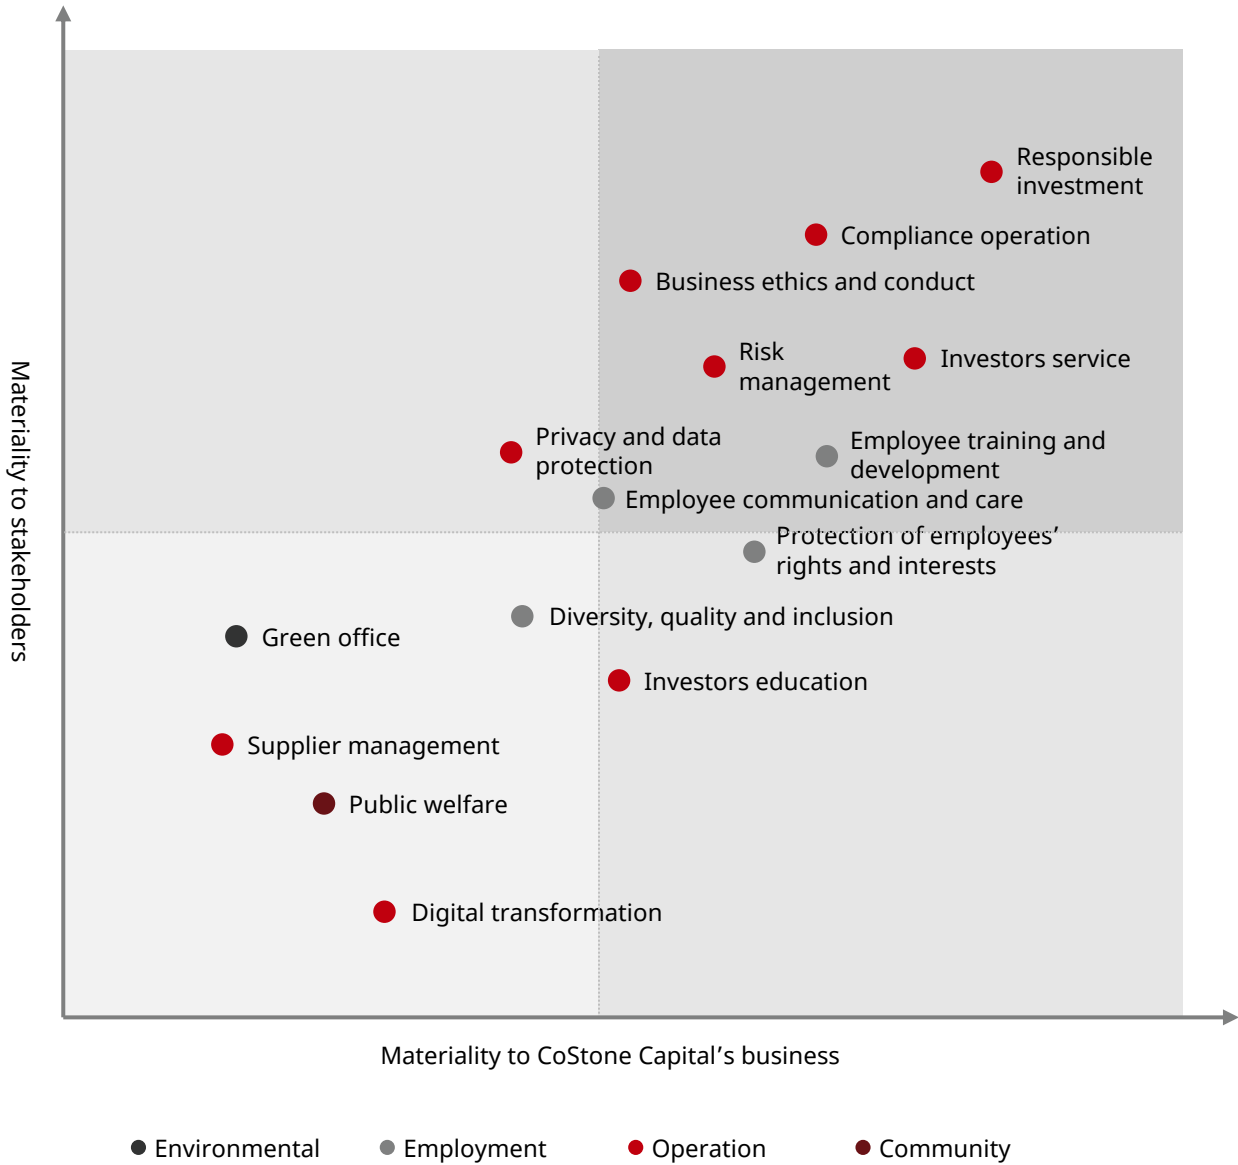 Responsible
investment
Compliance operation
Business ethics and conduct
Risk
management
Investors service
Privacy and data
protection
Employee training and
development
Employee communication and care
Protection of employees’
rights and interests
Diversity, quality and inclusion
Green office
Investors education
Supplier management
Public welfare
Digital transformation
Materiality to stakeholders
Materiality to CoStone Capital’s business
Environmental
Employment
Operation
Community